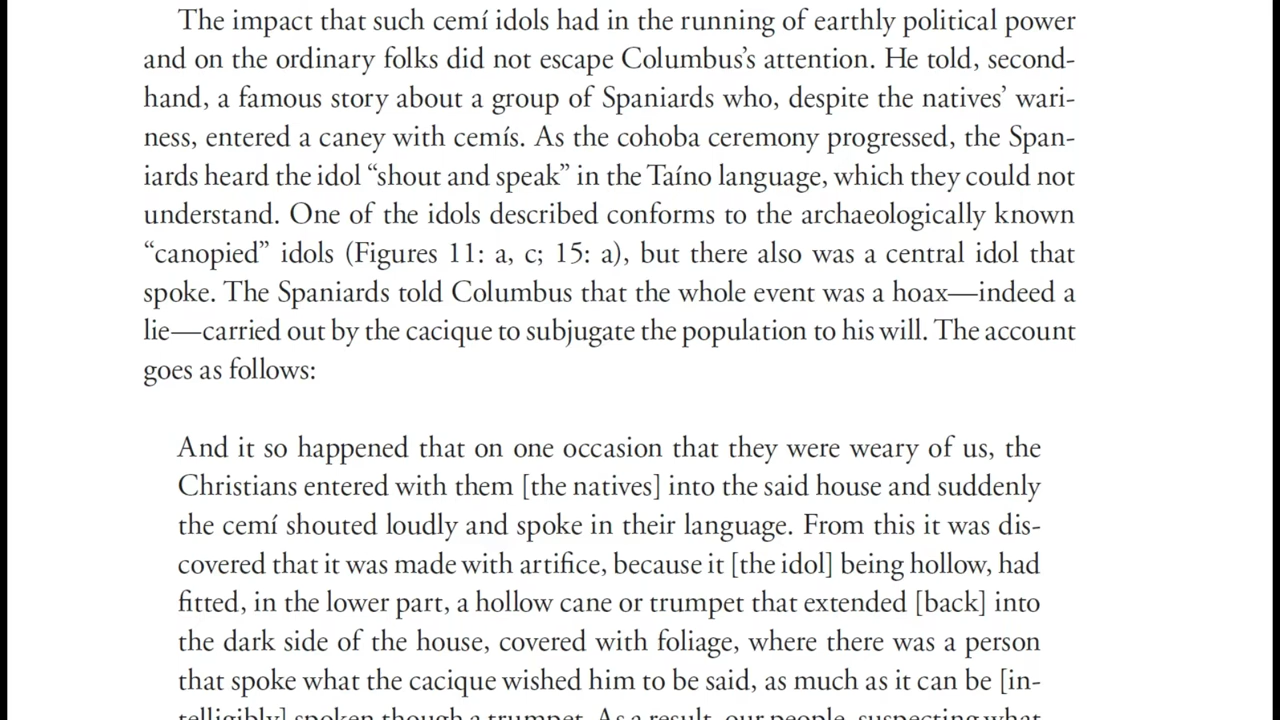 The impact that such cemí idols had in the running of earthly political power
and on the ordinary folks did not escape Columbus’s attention. He told, second-
hand, a famous story about a group of Spaniards who, despite the natives’ wari-
ness, entered a caney with cemís. As the cohoba ceremony progressed, the Span-
iards heard the idol “shout and speak” in the Taíno language, which they could not
understand. One of the idols described conforms to the archaeologically known
“canopied” idols (Figures 11: a, c; 15: a), but there also was a central idol that
spoke. The Spaniards told Columbus that the whole event was a hoax—indeed a
lie—carried out by the cacique to subjugate the population to his will. The account
goes as follows:
And it so happened that on one occasion that they were weary of us, the
Christians entered with them [the natives] into the said house and suddenly
the cemí shouted loudly and spoke in their language. From this it was dis-
covered that it was made with artifice, because it [the idol] being hollow, had
fitted, in the lower part, a hollow cane or trumpet that extended [back] into
the dark side of the house, covered with foliage, where there was a person
that spoke what the cacique wished him to be said, as much as it can be [in-
telligibly] spoken though a trumpet. As a result, our people, suspecting what